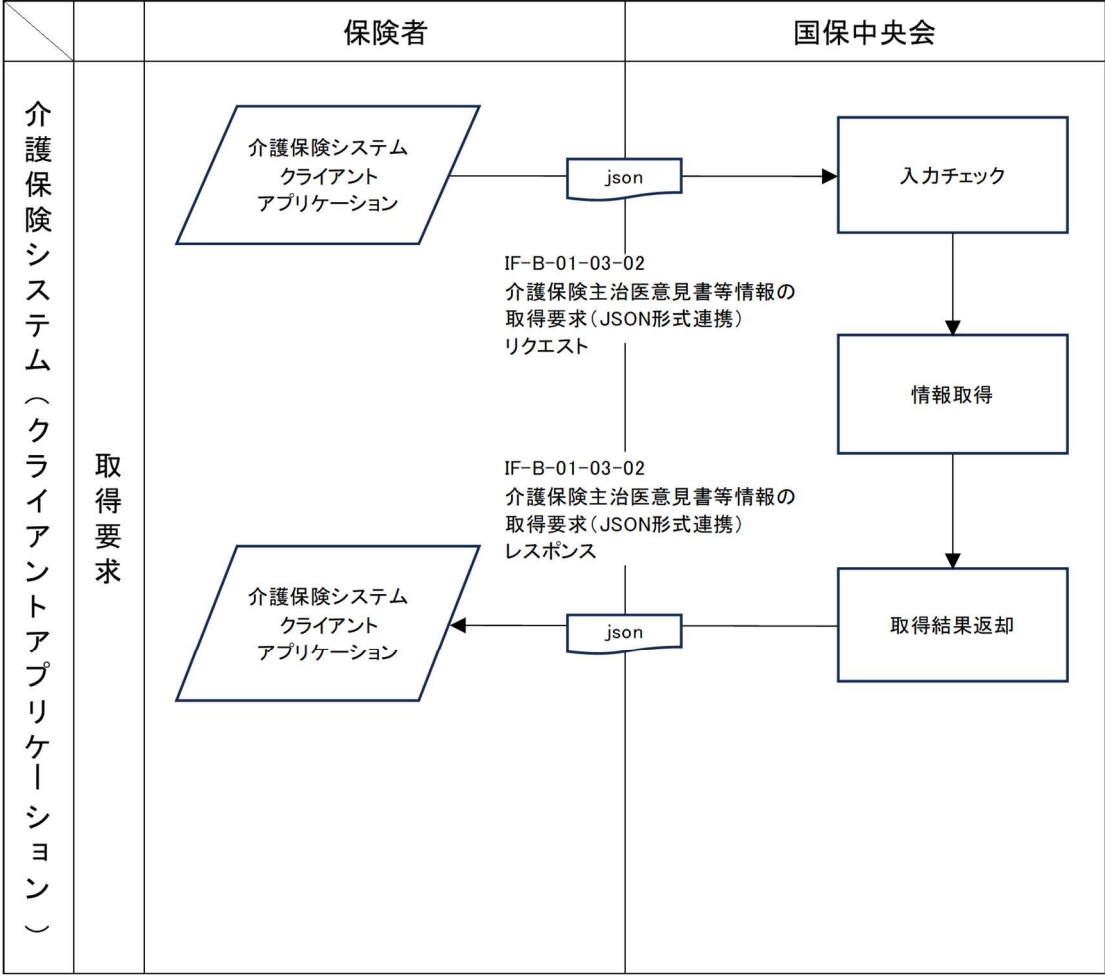 保険者
国保中央会
介護保険システム（クライアントアプリケーション）
取得要求
介護保険システム
クライアント
アプリケーション
json
入力チェック
IF-B-01-03-02
介護保険主治医意見書等情報の
取得要求（JSON形式連携）
リクエスト
情報取得
IF-B-01-03-02
介護保険主治医意見書等情報の
取得要求（JSON形式連携）
レスポンス
介護保険システム
クライアント
アプリケーション
json
取得結果返却